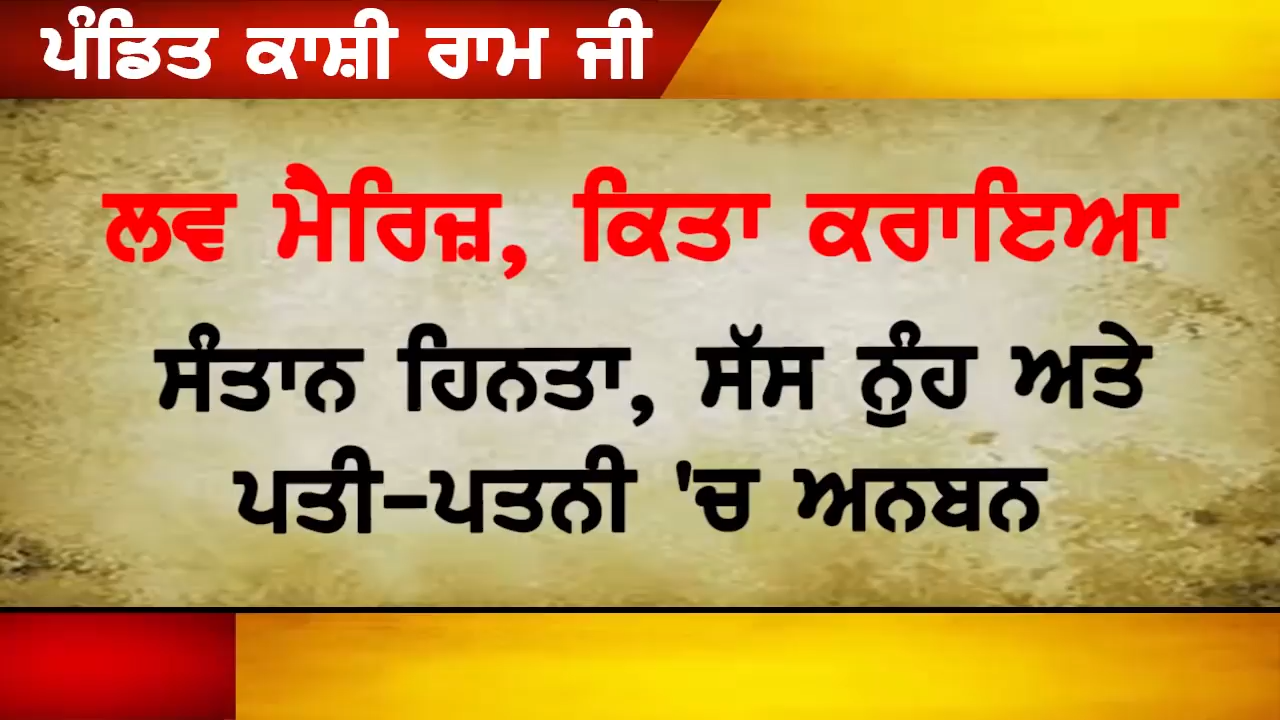 ਪੰਡਿਤ ਕਾਸ਼ੀ ਰਾਮ ਜੀ
ਲਵ ਮੈਰਿਜ਼, ਕਿਤਾ ਕਰਾਇਆ
ਸੰਤਾਨ ਹਿਨਤਾ, ਸੱਸ ਨੂੰਹ ਅਤੇ
ਪਤੀ-ਪਤਨੀ 'ਚ ਅਨਬਨ